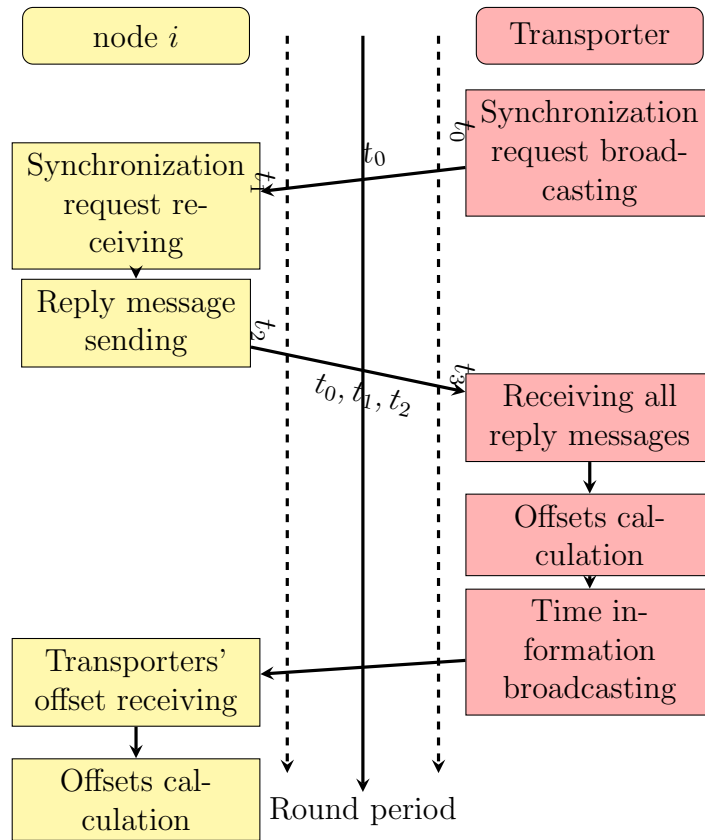 node i
Transporter
Synchronization
request broad-
casting
t₀
t₀
Synchronization
request re-
ceiving
t₁
Reply message
sending
t₂
t₀, t₁, t₂
t₃
Receiving all
reply messages
Offsets cal-
culation
Time in-
formation
broadcasting
Transporters'
offset receiving
Offsets cal-
culation
Round period